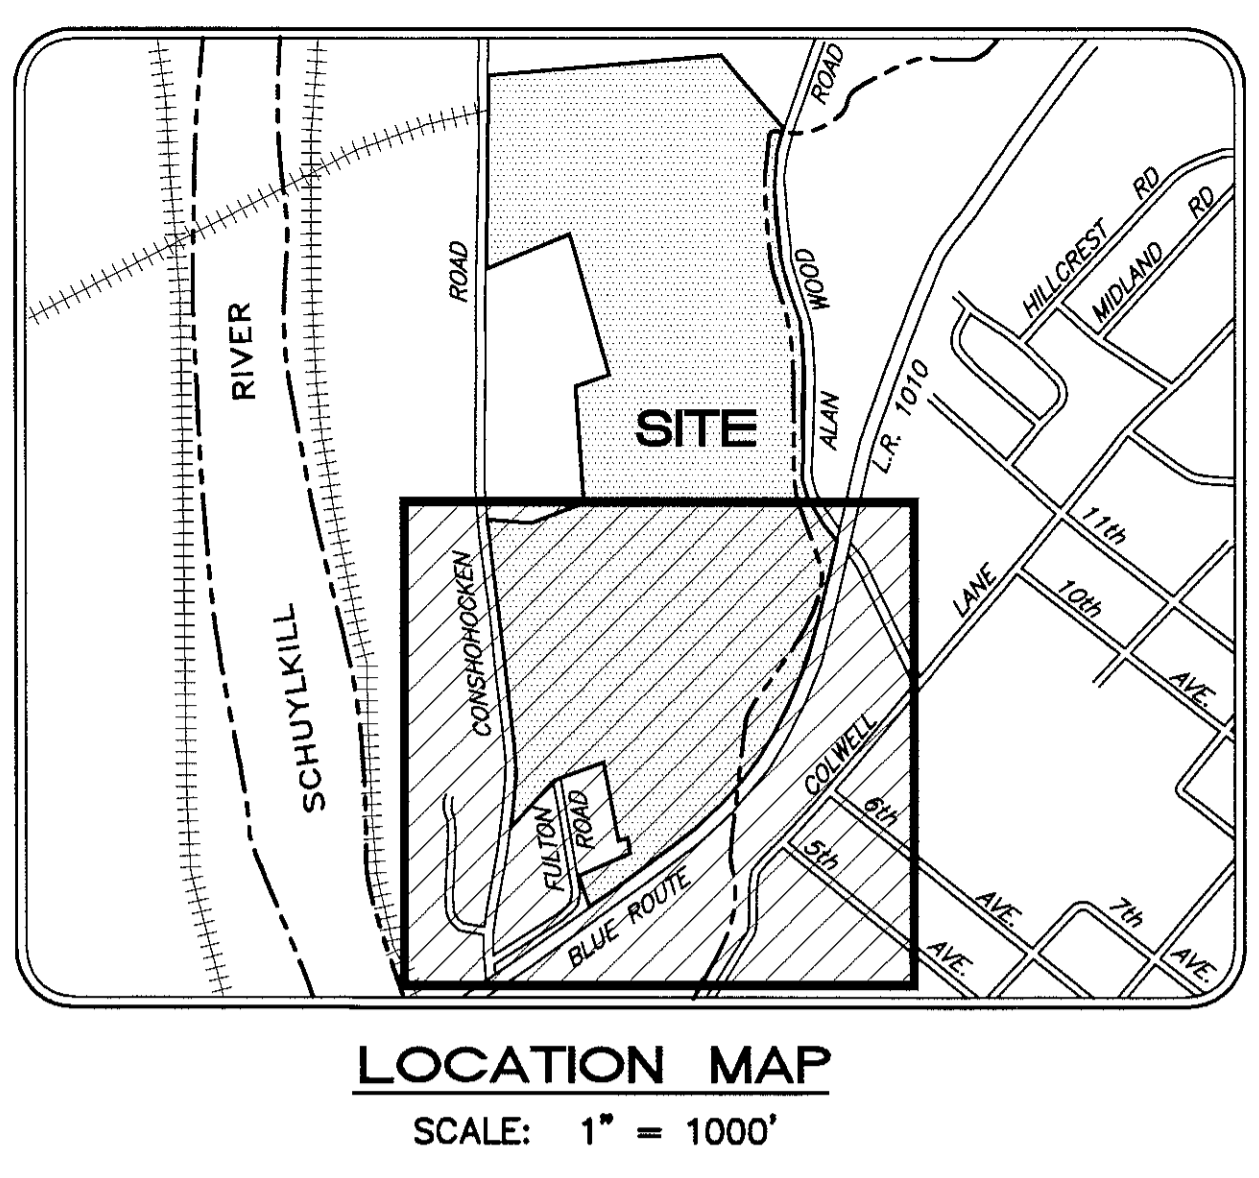 ROAD
HILLCREST RD
MIDLAND RD
ROAD
WOOD
RIVER
L.R. 1010
ALAN
SITE
11th
LANE
10th
CONSHOHOCKEN
SCHUYLKILL
AVE.
COLWELL
6th
FULTON
ROAD
5th
BLUE ROUTE
AVE.
7th
AVE.
AVE.
LOCATION MAP
SCALE: 1" = 1000'